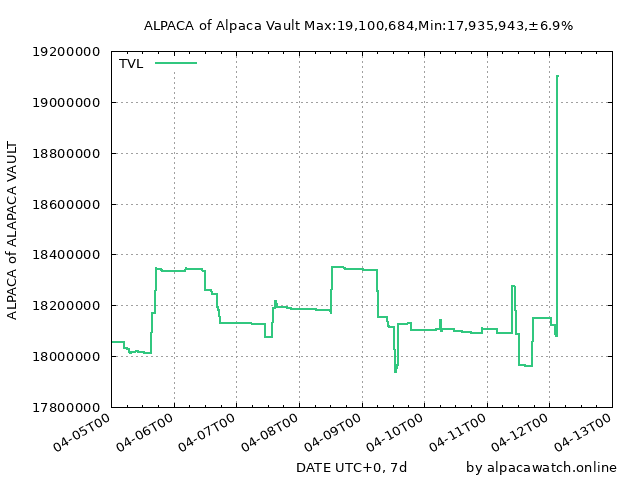 ALPACA of Alpaca Vault Max:19,100,684,Min:17,935,943,±6.9%
19200000
TVL
19000000
18800000
18600000
18400000
18200000
18000000
17800000
ALPACA of ALAPACA VAULT
04-05T00
04-06T00
04-07T00
04-08T00
04-09T00
04-10T00
04-11T00
04-12T00
04-13T00
DATE UTC+0, 7d
by alpacawatch.online